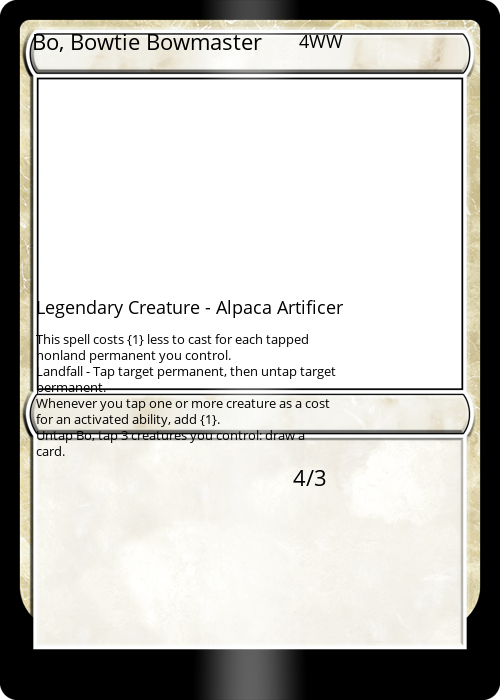 Bo, Bowtie Bowmaster 4WW
Legendary Creature - Alpaca Artificer
This spell costs {1} less to cast for each tapped
nonland permanent you control.
Landfall - Tap target permanent, then untap target
permanent.
Whenever you tap one or more creature as a cost
for an activated ability, add {1}.
Untap Bo, tap 3 creatures you control: draw a
card.
4/3